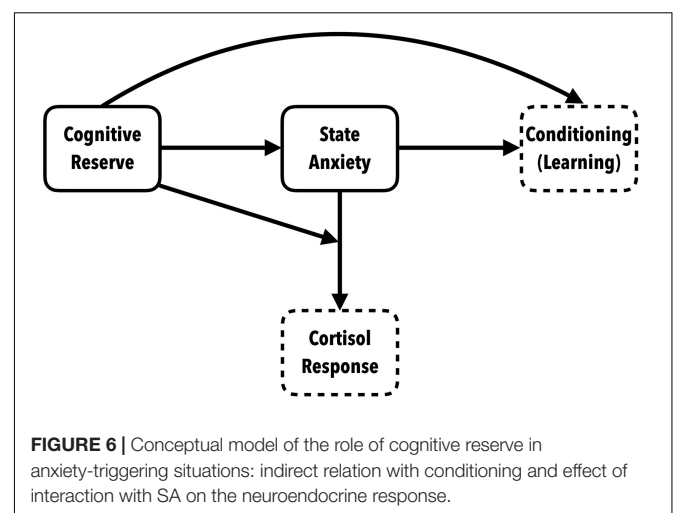 Cognitive
Reserve
State
Anxiety
Conditioning
(Learning)
Cortisol
Response
FIGURE 6 | Conceptual model of the role of cognitive reserve in
anxiety-triggering situations: indirect relation with conditioning and effect of
interaction with SA on the neuroendocrine response.